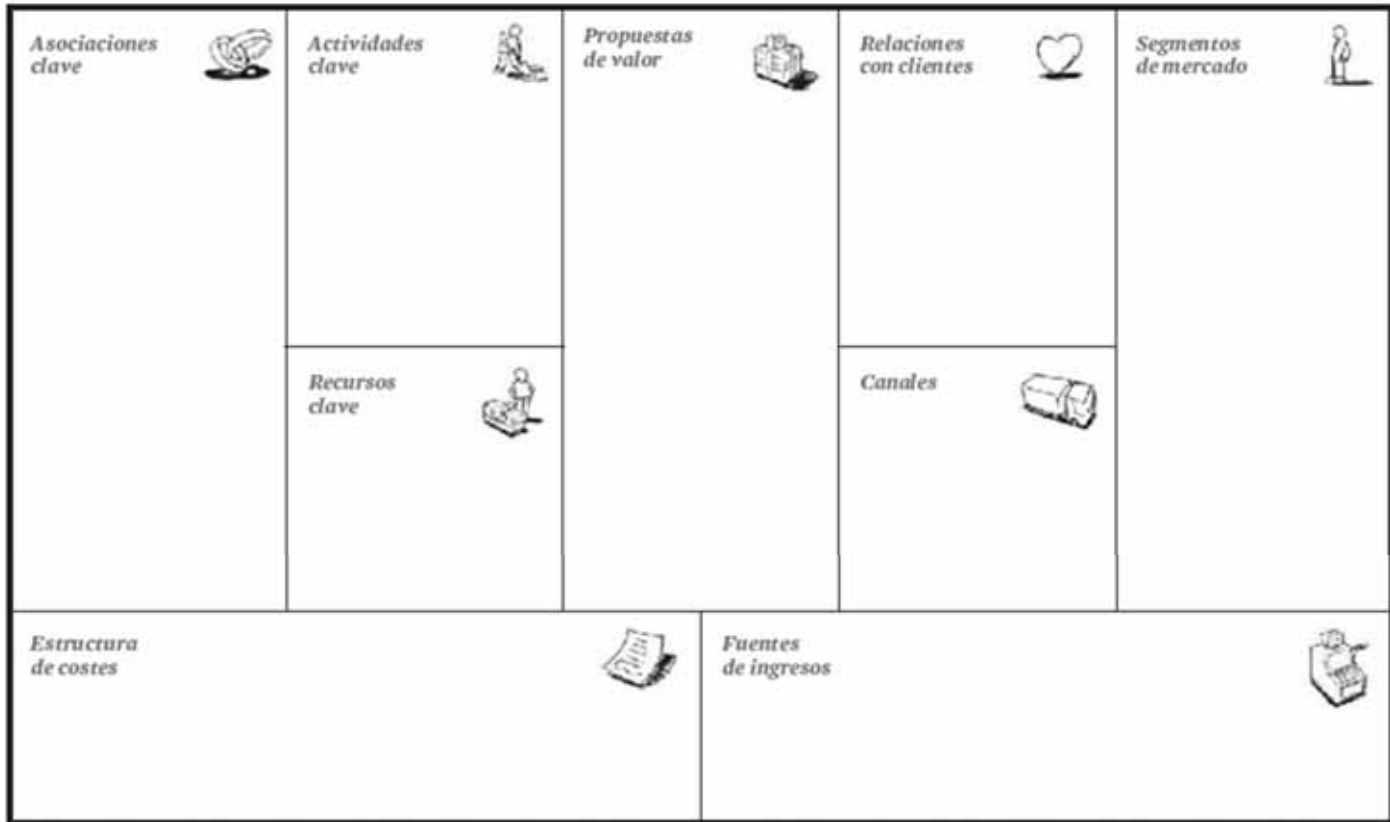 Asociaciones
clave
Actividades
clave
Propuestas
de valor
Relaciones
con clientes
Segmentos
de mercado
Recursos
clave
Canales
Estructura
de costes
Fuentes
de ingresos